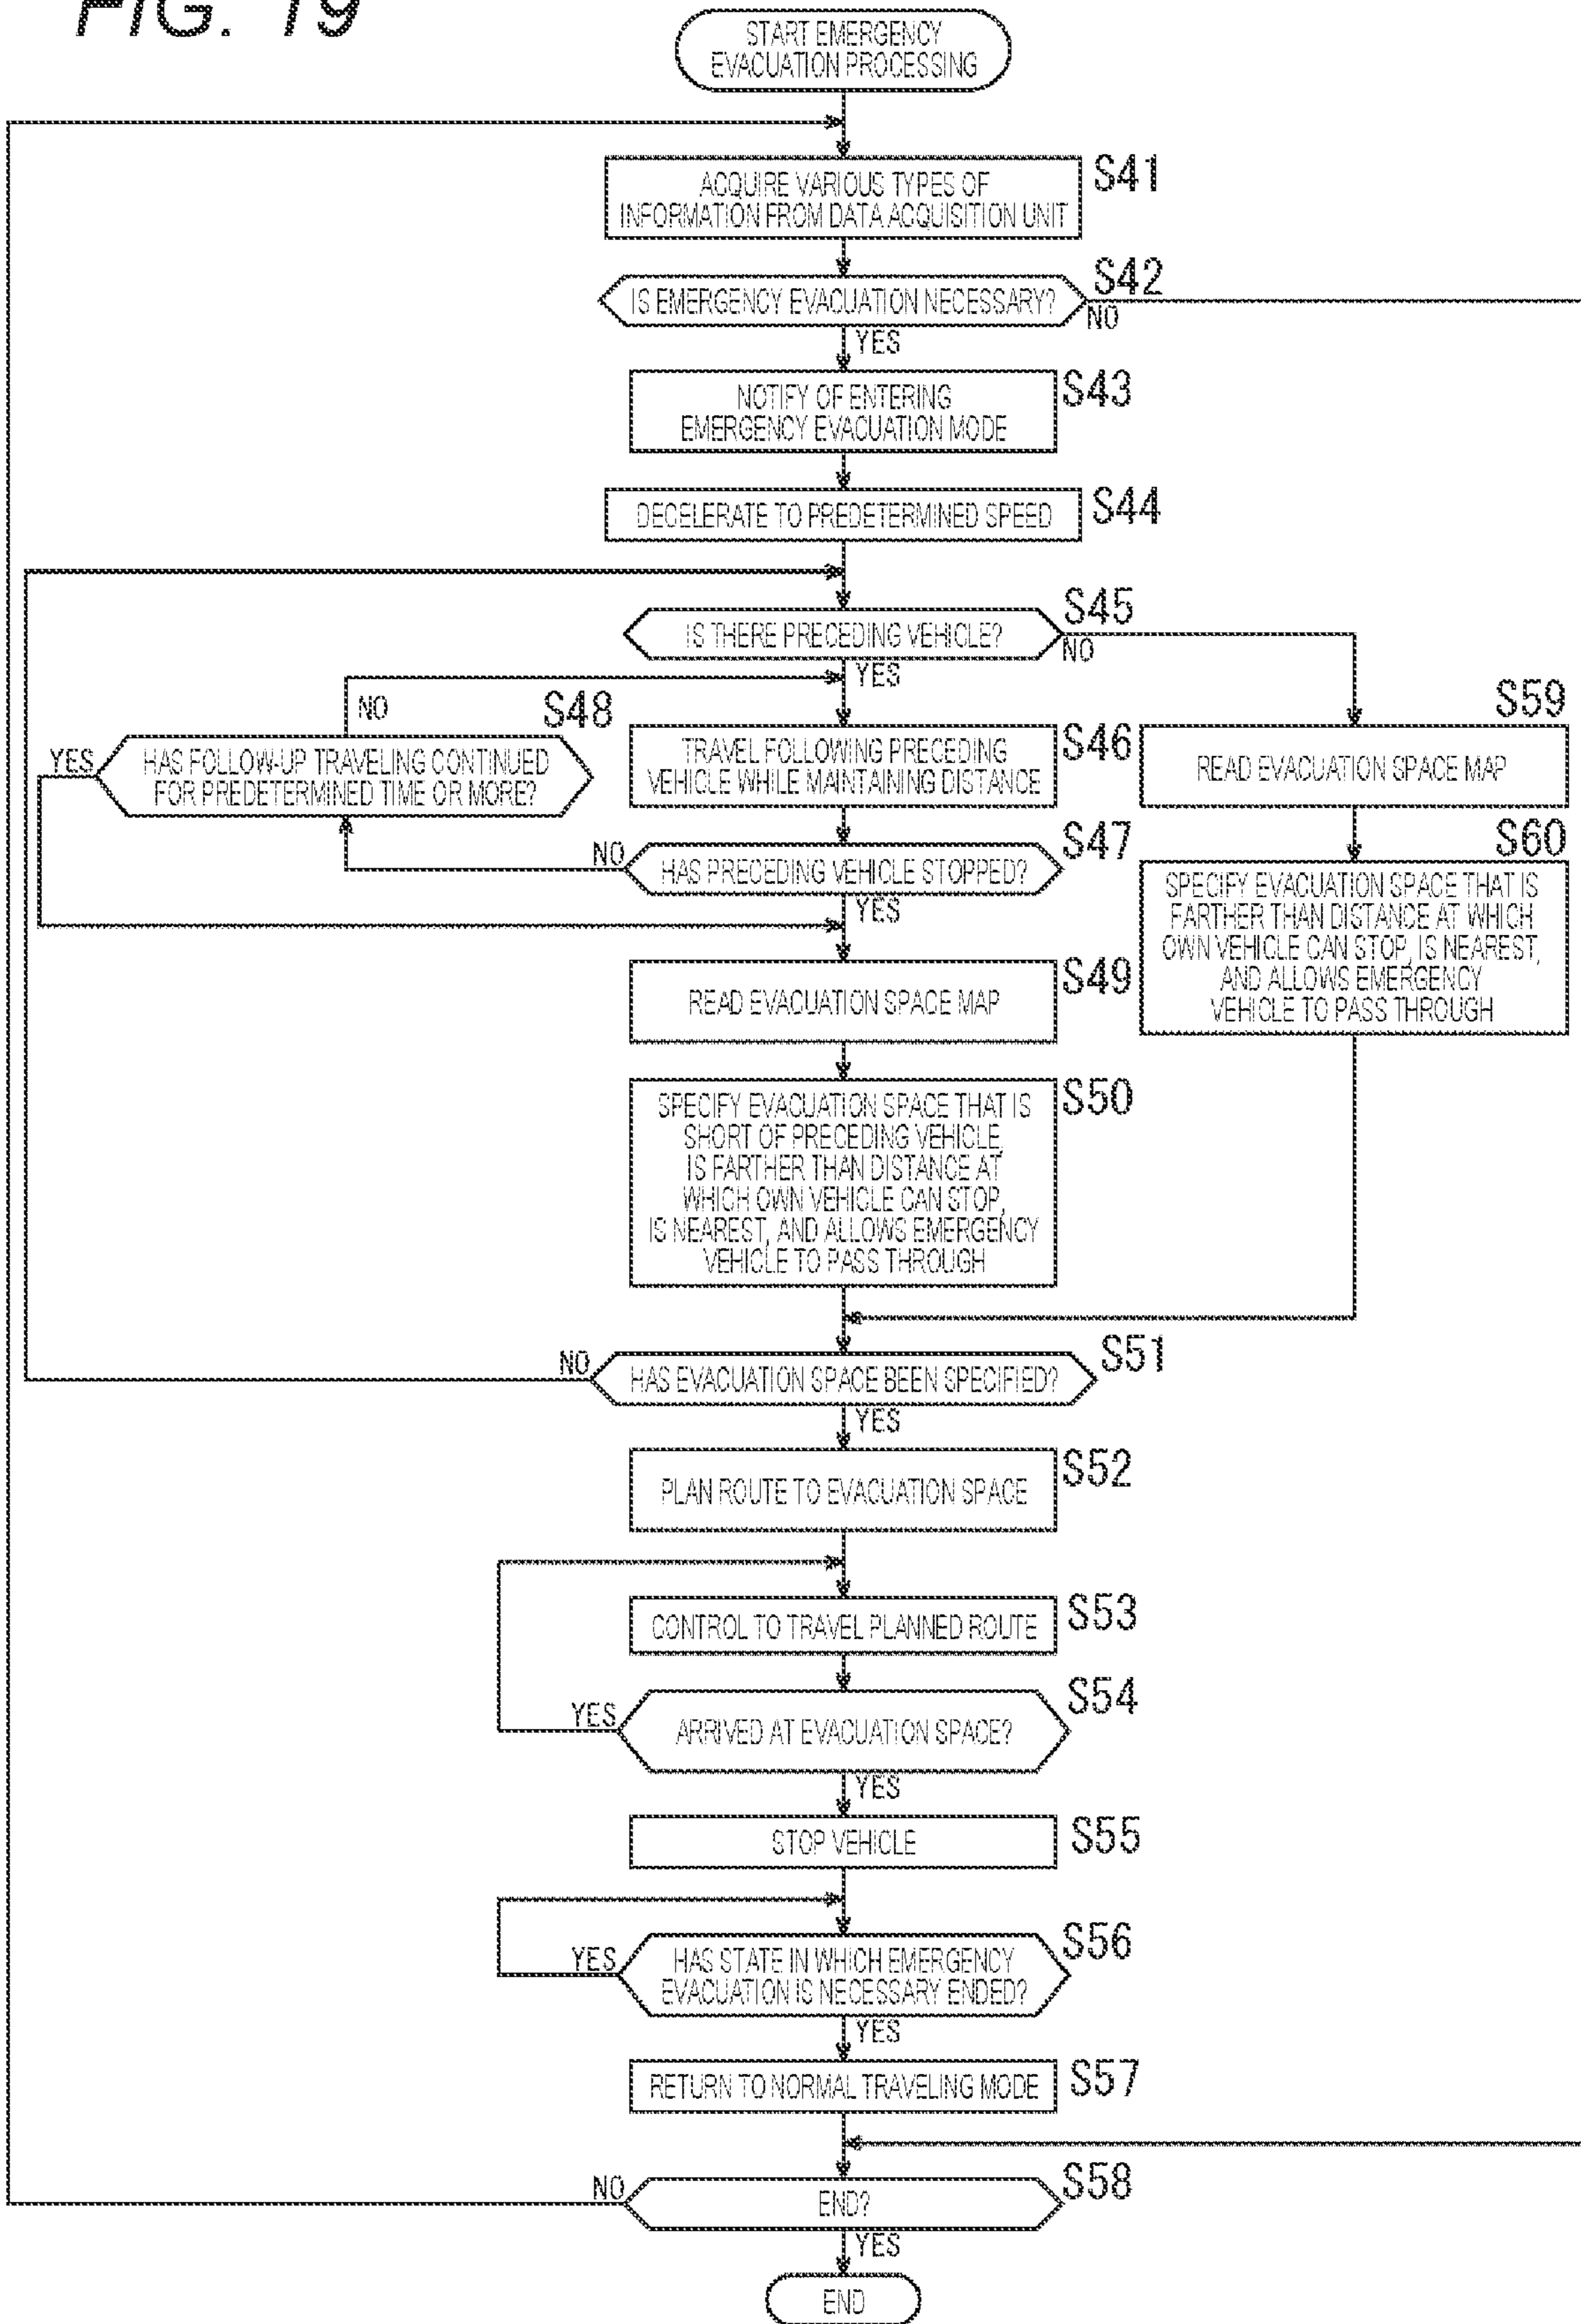 FIG. 19
START EMERGENCY
EVACUATION PROCESSING
S41
ACQUIRE VARIOUS TYPES OF
INFORMATION FROM DATA ACQUISITION UNIT
S42
IS EMERGENCY EVACUATION NECESSARY?
NO
YES
S43
NOTIFY OF ENTERING
EMERGENCY EVACUATION MODE
S44
DECELERATE TO PREDETERMINED SPEED
S45
IS THERE PRECEDING VEHICLE?
NO
YES
S46
TRAVEL FOLLOWING PRECEDING
VEHICLE WHILE MAINTAINING DISTANCE
S47
HAS PRECEDING VEHICLE STOPPED?
NO
YES
S48
HAS FOLLOW-UP TRAVELING CONTINUED
FOR PREDETERMINED TIME OR MORE?
NO
YES
S59
READ EVACUATION SPACE MAP
S60
SPECIFY EVACUATION SPACE THAT IS
FARTHER THAN DISTANCE AT WHICH
OWN VEHICLE CAN STOP, IS NEAREST,
AND ALLOWS EMERGENCY
VEHICLE TO PASS THROUGH
S49
READ EVACUATION SPACE MAP
S50
SPECIFY EVACUATION SPACE THAT IS
SHORT OF PRECEDING VEHICLE,
IS FARTHER THAN DISTANCE AT
WHICH OWN VEHICLE CAN STOP,
IS NEAREST, AND ALLOWS EMERGENCY
VEHICLE TO PASS THROUGH
S51
HAS EVACUATION SPACE BEEN SPECIFIED?
NO
YES
S52
PLAN ROUTE TO EVACUATION SPACE
S53
CONTROL TO TRAVEL PLANNED ROUTE
S54
ARRIVED AT EVACUATION SPACE?
YES
YES
S55
STOP VEHICLE
S56
HAS STATE IN WHICH EMERGENCY
EVACUATION IS NECESSARY ENDED?
YES
YES
S57
RETURN TO NORMAL TRAVELING MODE
S58
END?
NO
YES
END